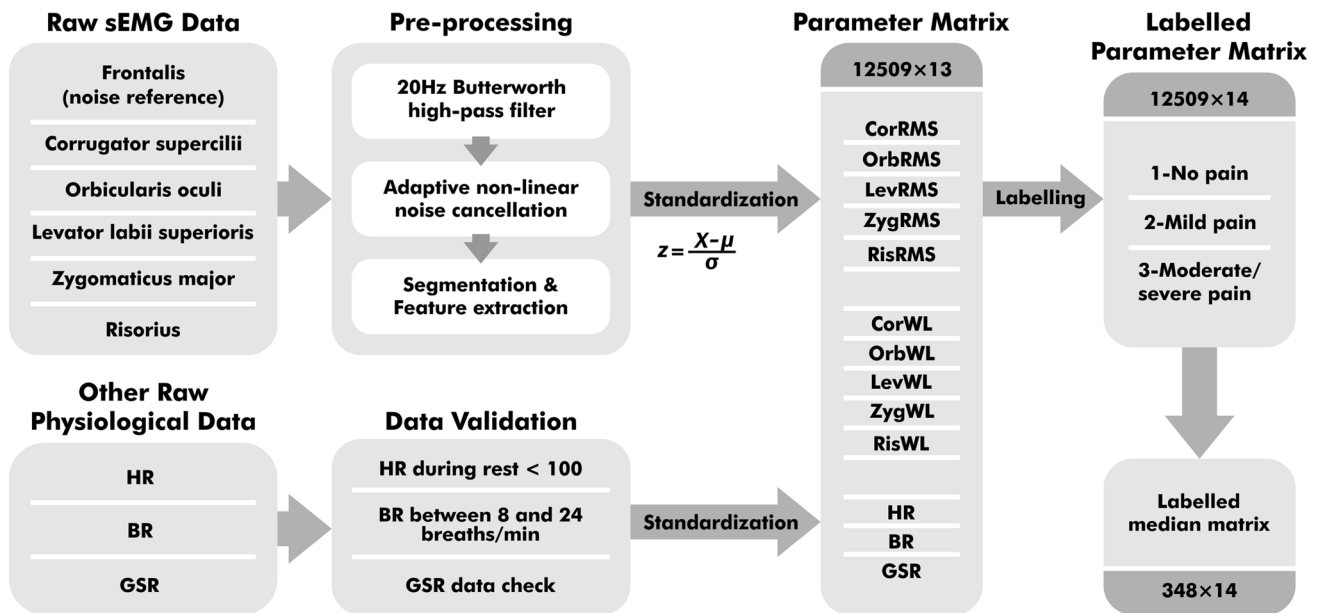 Raw sEMG Data
Frontalis
(noise reference)
Corrugator supercilii
Orbicularis oculi
Levator labii superioris
Zygomaticus major
Risorius
Pre-processing
20Hz Butterworth
high-pass filter
Adaptive non-linear
noise cancellation
Segmentation &
Feature extraction
Standardization
z = X-μ
σ
Other Raw
Physiological Data
HR
BR
GSR
Data Validation
HR during rest < 100
BR between 8 and 24
breaths/min
GSR data check
Standardization
Parameter Matrix
12509×13
CorRMS
OrbRMS
LevRMS
ZygRMS
RisRMS
CorWL
OrbWL
LevWL
ZygWL
RisWL
HR
BR
GSR
Labelling
Labelled
Parameter Matrix
12509×14
1-No pain
2-Mild pain
3-Moderate/
severe pain
Labelled
median matrix
348×14